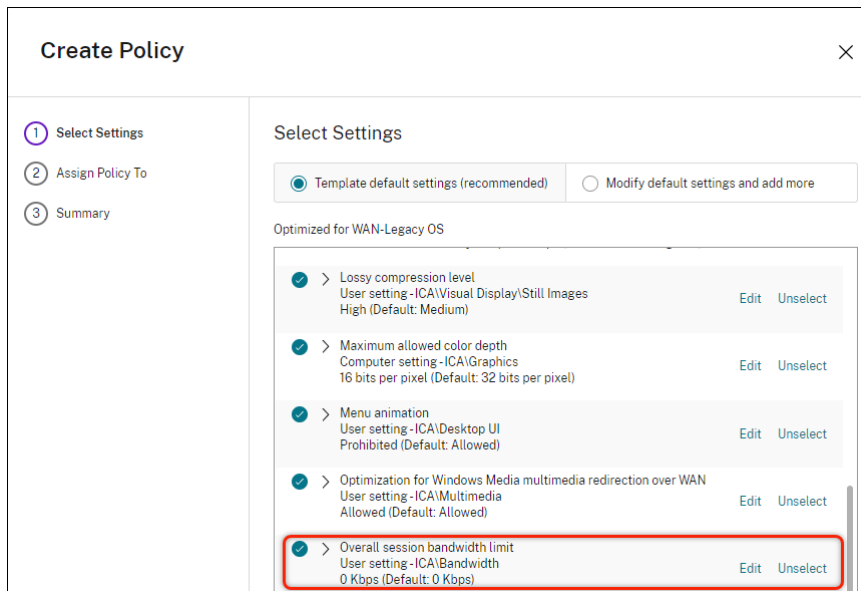 Create Policy
1 Select Settings
2 Assign Policy To
3 Summary
Select Settings
Template default settings (recommended)
Modify default settings and add more
Optimized for WAN-Legacy OS
Lossy compression level
User setting - ICA\Visual Display\Still Images
High (Default: Medium)
Edit Unselect
Maximum allowed color depth
Computer setting - ICA\Graphics
16 bits per pixel (Default: 32 bits per pixel)
Edit Unselect
Menu animation
User setting - ICA\Desktop UI
Prohibited (Default: Allowed)
Edit Unselect
Optimization for Windows Media multimedia redirection over WAN
User setting - ICA\Multimedia
Allowed (Default: Allowed)
Edit Unselect
Overall session bandwidth limit
User setting - ICA\Bandwidth
0 Kbps (Default: 0 Kbps)
Edit Unselect